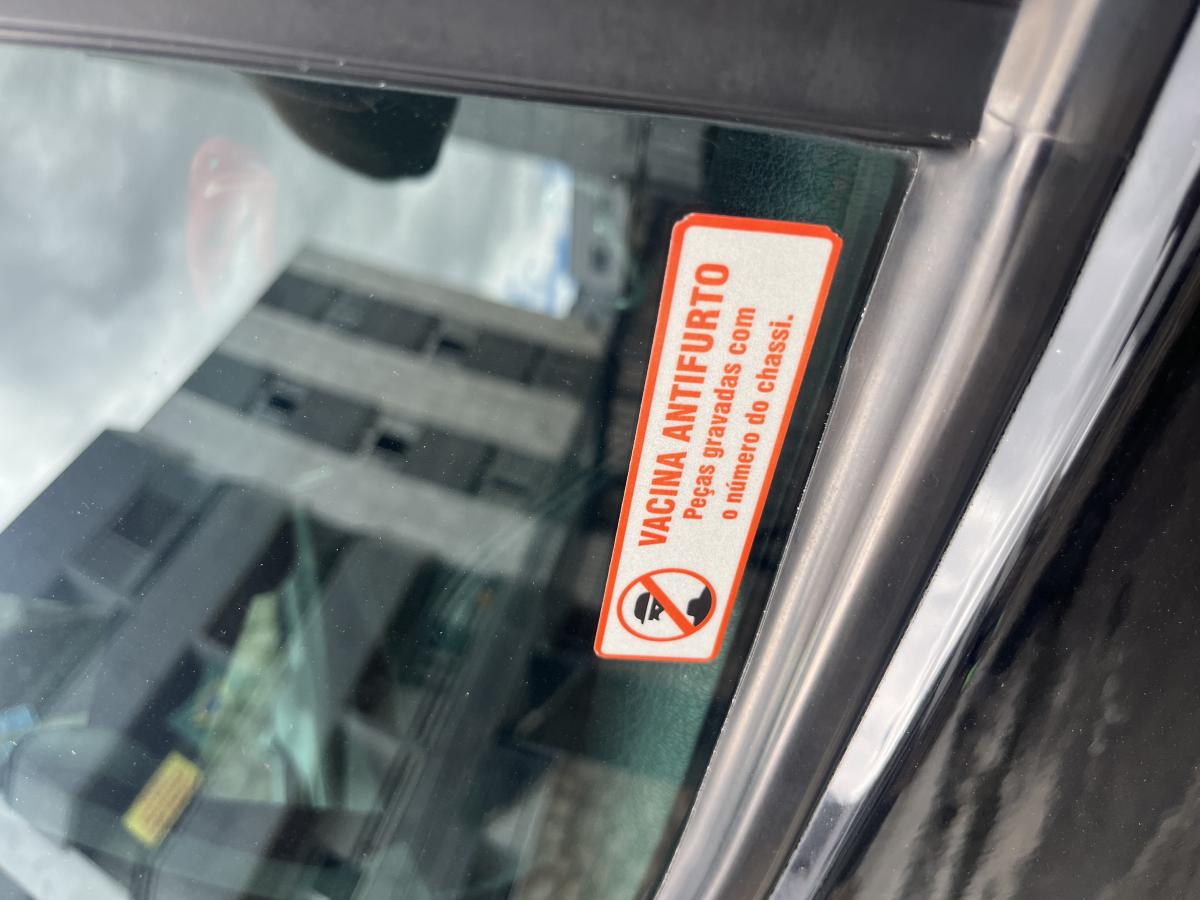 VACINA ANTIFURTO
Peças gravadas com
o número do chassi.